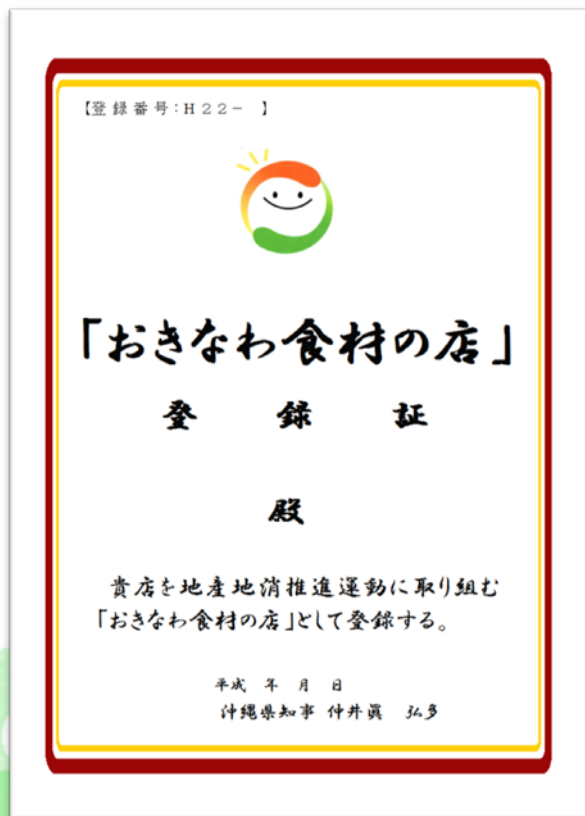 【登録番号:H22-　】
「おきなわ食材の店」
登　録　証
殿
貴店を地産地消推進運動に取り組む
「おきなわ食材の店」として登録する。
平成　年　月　日
沖縄県知事　仲井眞　弘多